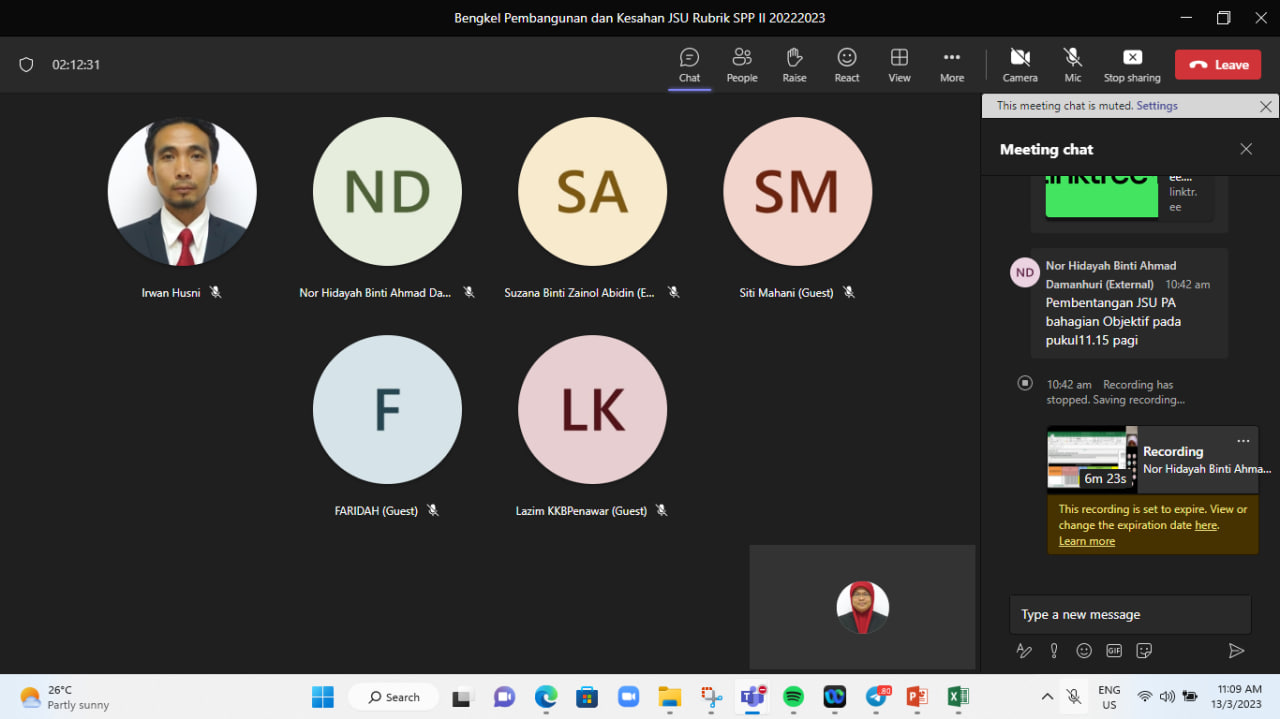 Bengkel Pembangunan dan Kesahan JSU Rubrik SPP II 20222023
02:12:31
Chat
People
Raise
React
View
More
Camera
Mic
Stop sharing
Leave
This meeting chat is muted. Settings
Meeting chat
ND
SA
SM
Irwan Husni
Nor Hidayah Binti Ahmad Da...
Suzana Binti Zainol Abidin (E...
Siti Mahani (Guest)
F
LK
FARIDAH (Guest)
Lazim KKBPenawar (Guest)
linktr.
ee
ND
Nor Hidayah Binti Ahmad
Damanhuri (External) 10:42 am
Pembentangan JSU PA
bahagian Objektif pada
pukul11.15 pagi
10:42 am Recording has
stopped. Saving recording...
6m 23s
Recording
Nor Hidayah Binti Ahma...
This recording is set to expire. View or
change the expiration date here.
Learn more
Type a new message
GIF
26°C
Partly sunny
Search
80
ENG
US
11:09 AM
13/3/2023